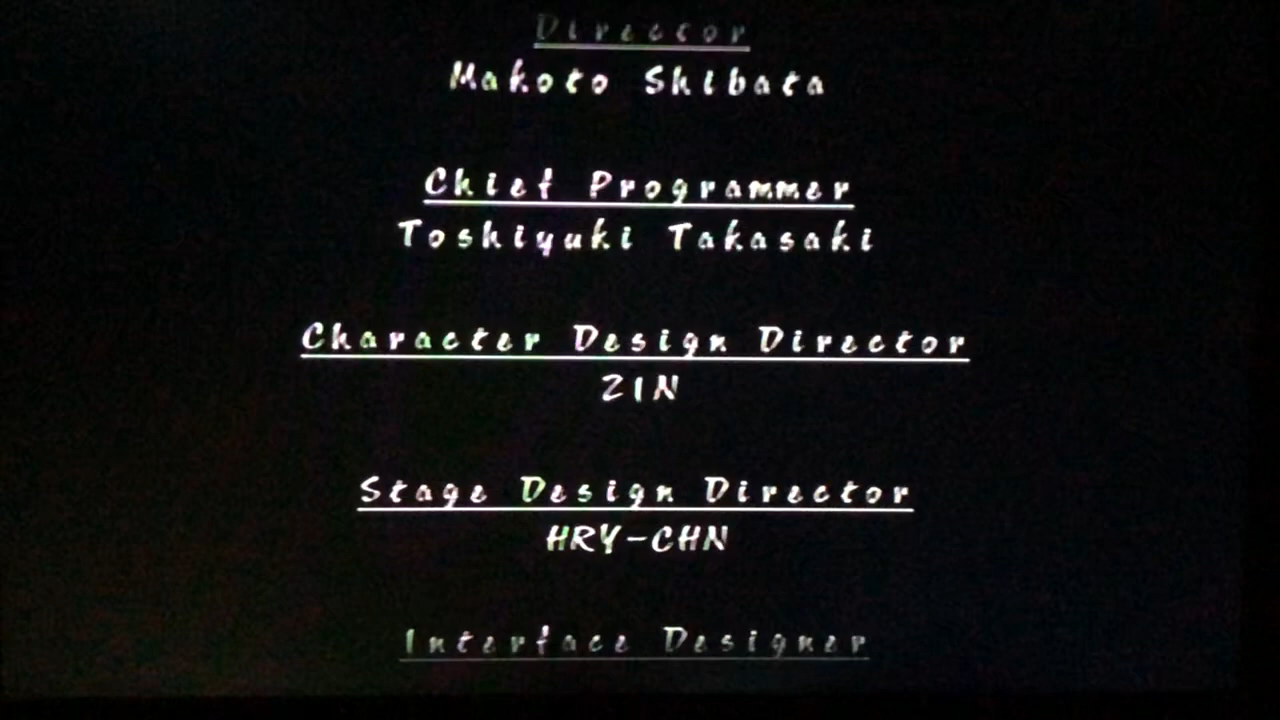 Director
Makoto Shibata
Chief Programmer
Toshiyuki Takasaki
Character Design Director
ZIN
Stage Design Director
HRY-CHN
Interface Designer